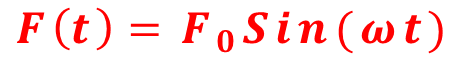 F(t) = F₀Sin(ωt)